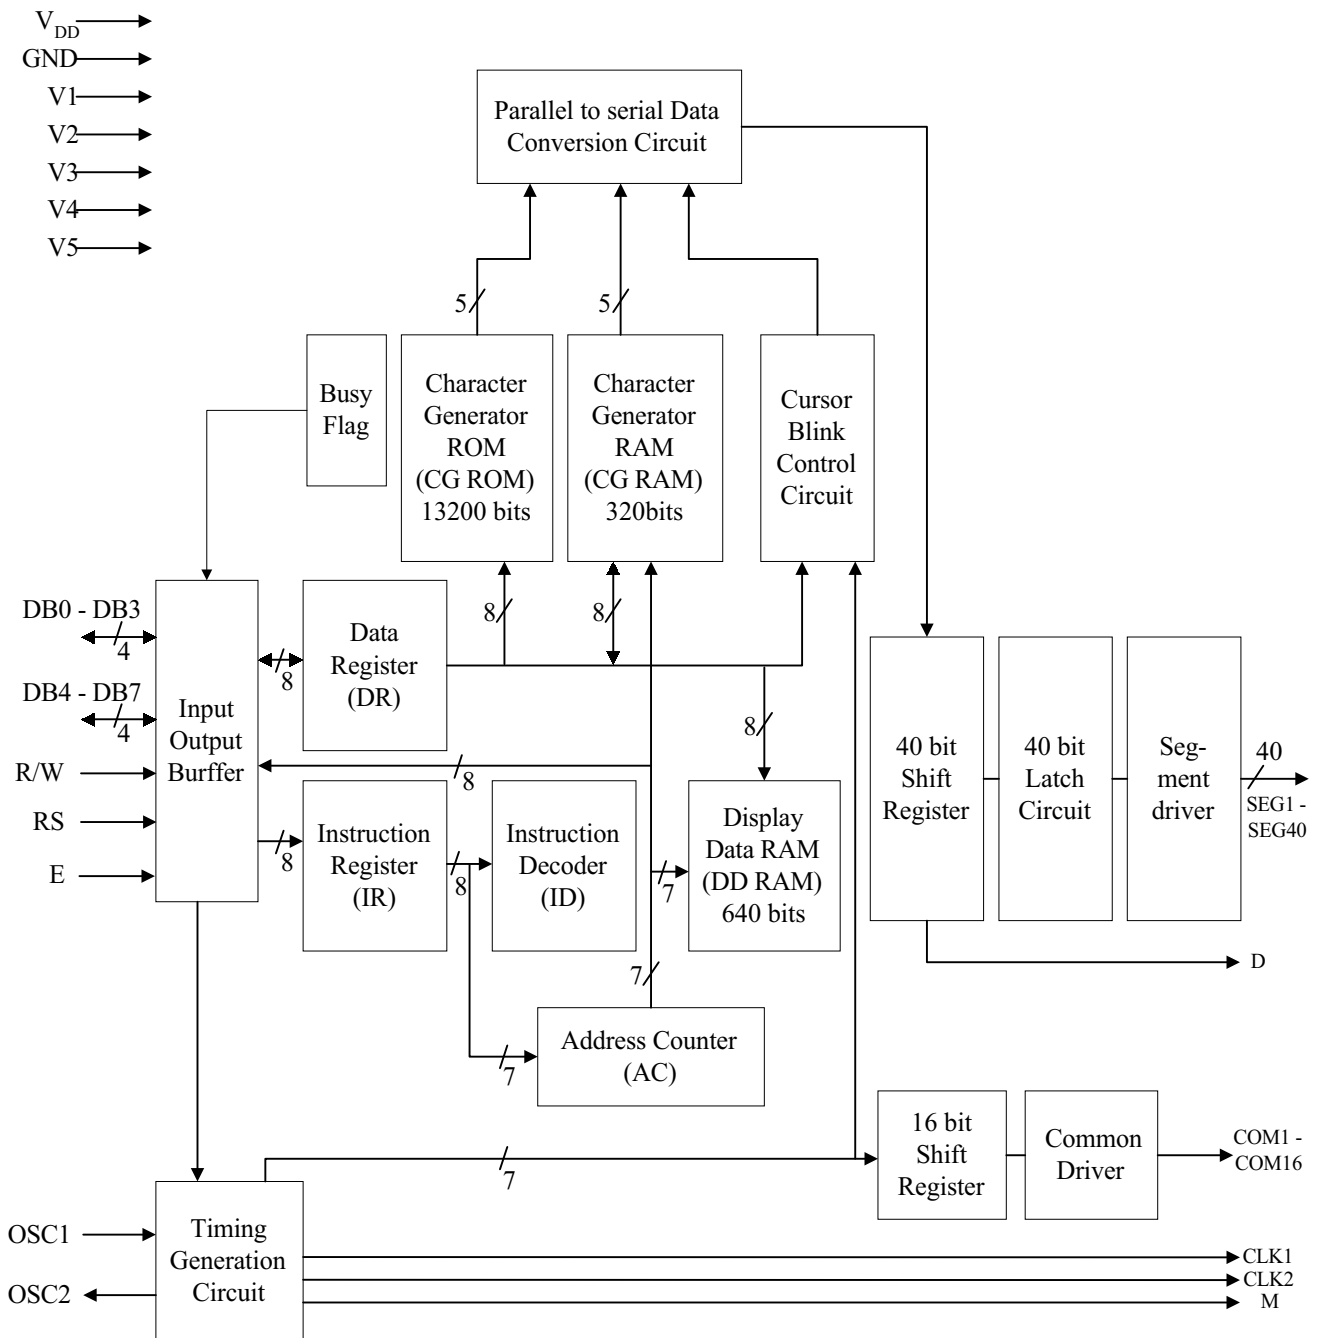 VDD
GND
V1
V2
V3
V4
V5
Parallel to serial Data
Conversion Circuit
5
5
Busy
Flag
Character
Generator
ROM
(CG ROM)
13200 bits
Character
Generator
RAM
(CG RAM)
320bits
Cursor
Blink
Control
Circuit
8
8
DB0 - DB3
4
DB4 - DB7
4
R/W
RS
E
Input
Output
Burffer
8
Data
Register
(DR)
8
8
8
Instruction
Register
(IR)
8
Instruction
Decoder
(ID)
7
Display
Data RAM
(DD RAM)
640 bits
40 bit
Shift
Register
40 bit
Latch
Circuit
Seg-
ment
driver
40
SEG1 -
SEG40
D
7
7
Address Counter
(AC)
7
16 bit
Shift
Register
Common
Driver
COM1 -
COM16
OSC1
OSC2
Timing
Generation
Circuit
CLK1
CLK2
M